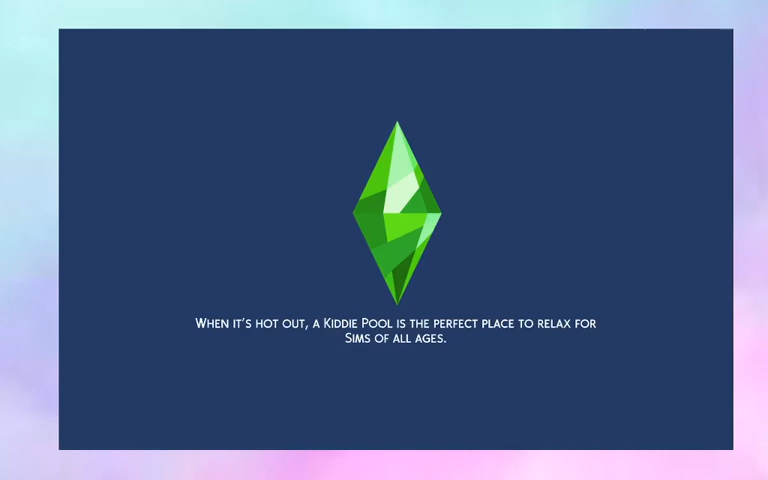 When it's hot out, a Kiddie Pool is the perfect place to relax for
Sims of all ages.